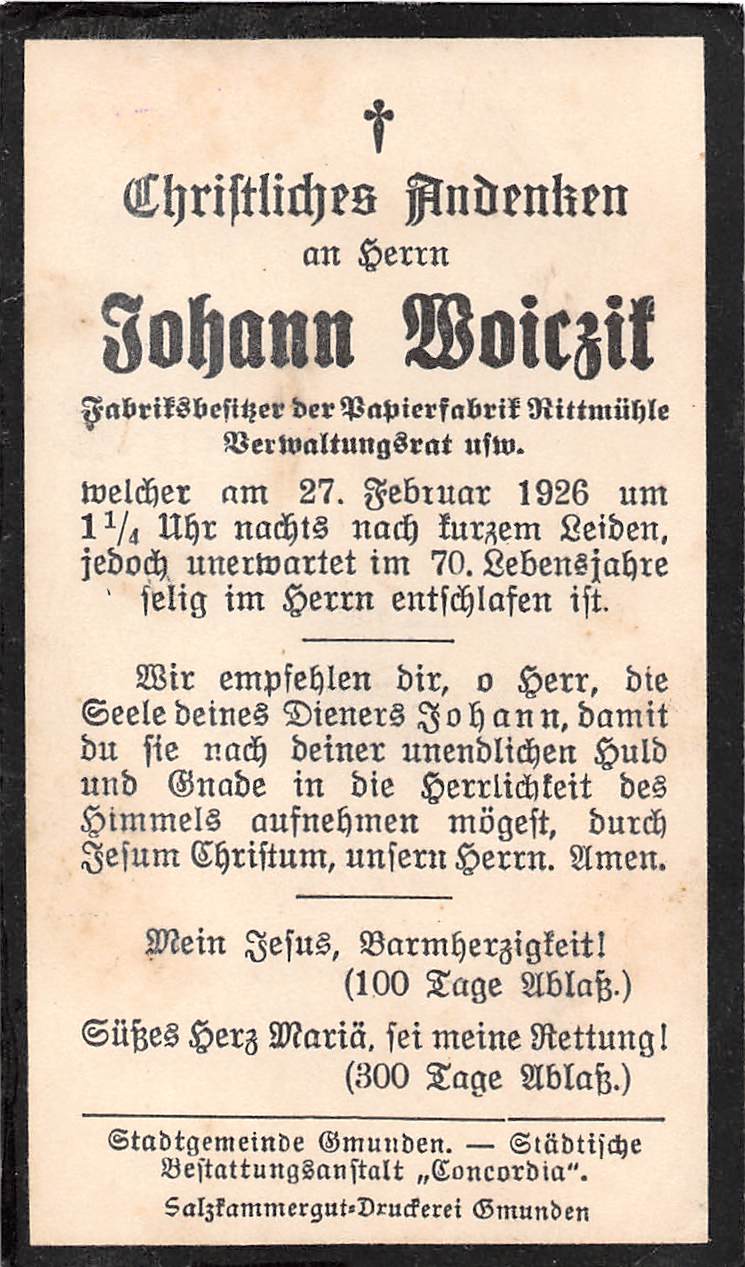 Christliches Andenken
an Herrn
Johann Woiczik
Fabriksbesitzer der Papierfabrik Rittmühle
Verwaltungsrat usw.
welcher am 27. Februar 1926 um
1 1/4 Uhr nachts nach kurzem Leiden,
jedoch unerwartet im 70. Lebensjahre
selig im Herrn entschlafen ist.
Wir empfehlen dir, o Herr, die
Seele deines Dieners Johann, damit
du sie nach deiner unendlichen Huld
und Gnade in die Herrlichkeit des
Himmels aufnehmen mögest, durch
Jesum Christum, unsern Herrn. Amen.
Mein Jesus, Barmherzigkeit!
(100 Tage Ablaß.)
Süßes Herz Mariä, sei meine Rettung!
(300 Tage Ablaß.)
Stadtgemeinde Gmunden. — Städtische
Bestattungsanstalt „Concordia“.
Salzkammergut-Druckerei Gmunden